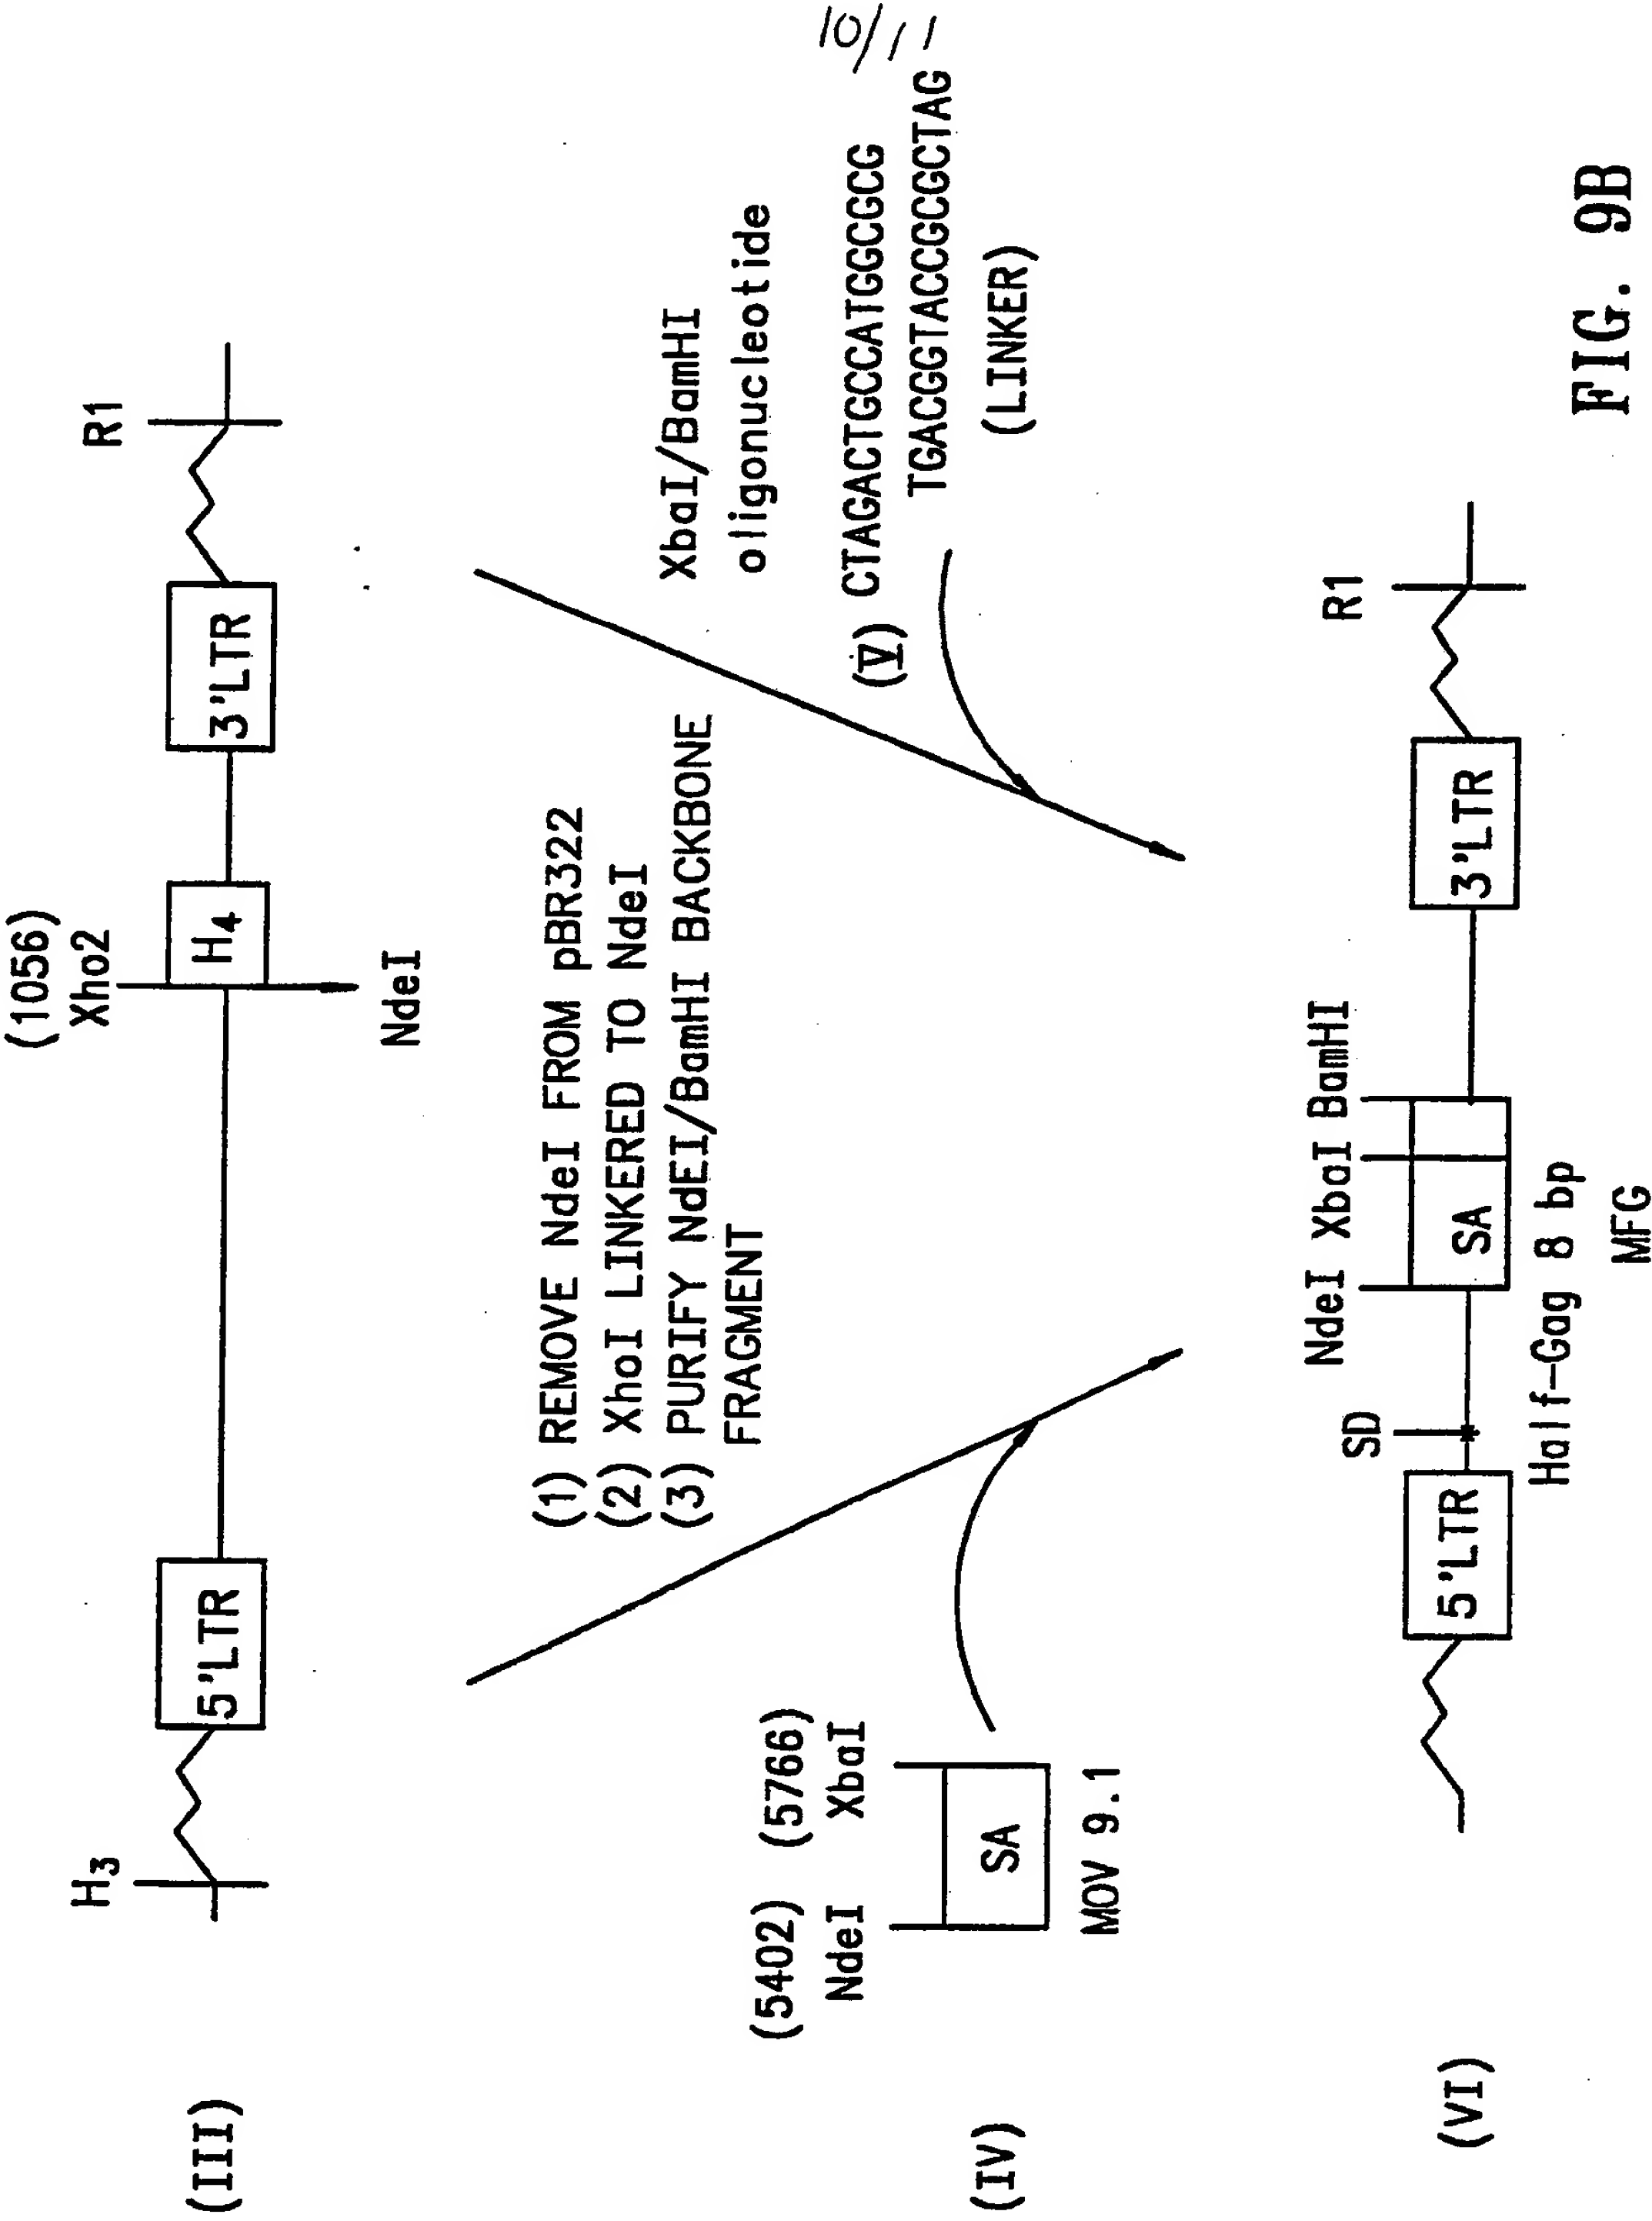 10/11
(1056)
H3 Xho2 R1
(III) 5'LTR H4 3'LTR
NdeI
(1) REMOVE NdeI FROM pBR322
(2) XhoI LINKERED TO NdeI
(3) PURIFY NdEI/BamHI BACKBONE
FRAGMENT
XbaI/BamHI
oligonucleotide
(5402) (5766)
NdeI XbaI
(V) CTAGACTGCCATGGCGCG
TGACGGTACCGCGCTAG
(LINKER)
(IV) SA
MOV 9.1
NdeI XbaI BamHI
SD R1
(VI) 5'LTR SA 3'LTR
Half-Gag 8 bp
MFG
FIG. 9B